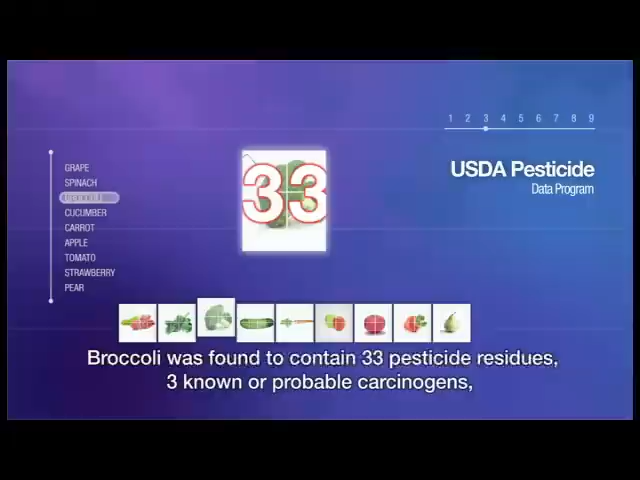 1 2 3 4 5 6 7 8 9
USDA Pesticide
Data Program
GRAPE
SPINACH
CUCUMBER
CARROT
APPLE
TOMATO
STRAWBERRY
PEAR
33
Broccoli was found to contain 33 pesticide residues,
3 known or probable carcinogens,